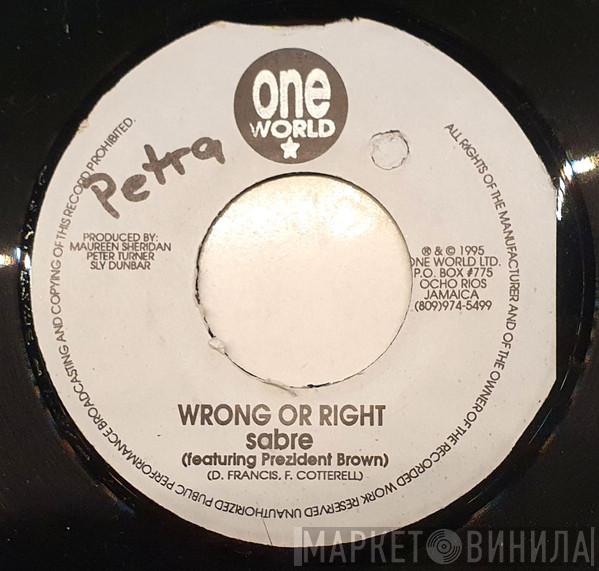 one
WORLD
Petra
PRODUCED BY:
MAUREEN SHERIDAN
PETER TURNER
SLY DUNBAR
℗ & © 1995
ONE WORLD LTD.
P.O. BOX #775
OCHO RIOS
JAMAICA
(809)974-5499
WRONG OR RIGHT
sabre
(featuring Prezident Brown)
(D. FRANCIS, F. COTTERELL)
ALL RIGHTS OF THE MANUFACTURER AND OF THE OWNER OF THE RECORDED WORK RESERVED UNAUTHORIZED PUBLIC PERFORMANCE BROADCASTING AND COPYING OF THIS RECORD PROHIBITED.
МАРКЕТ ВИНИЛА